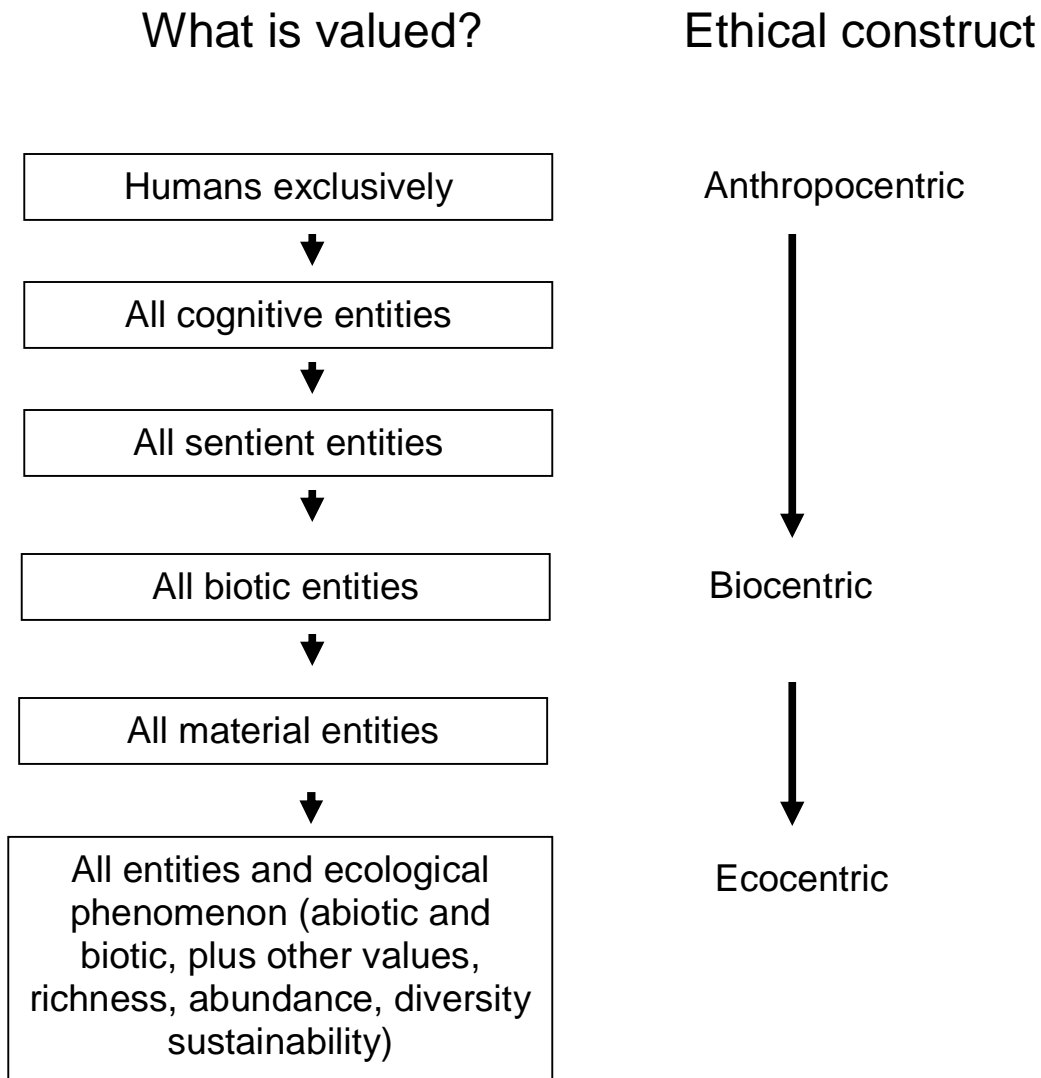 What is valued? Ethical construct
Humans exclusively Anthropocentric
All cognitive entities
All sentient entities
All biotic entities Biocentric
All material entities
All entities and ecological Ecocentric
phenomenon (abiotic and
biotic, plus other values,
richness, abundance, diversity
sustainability)